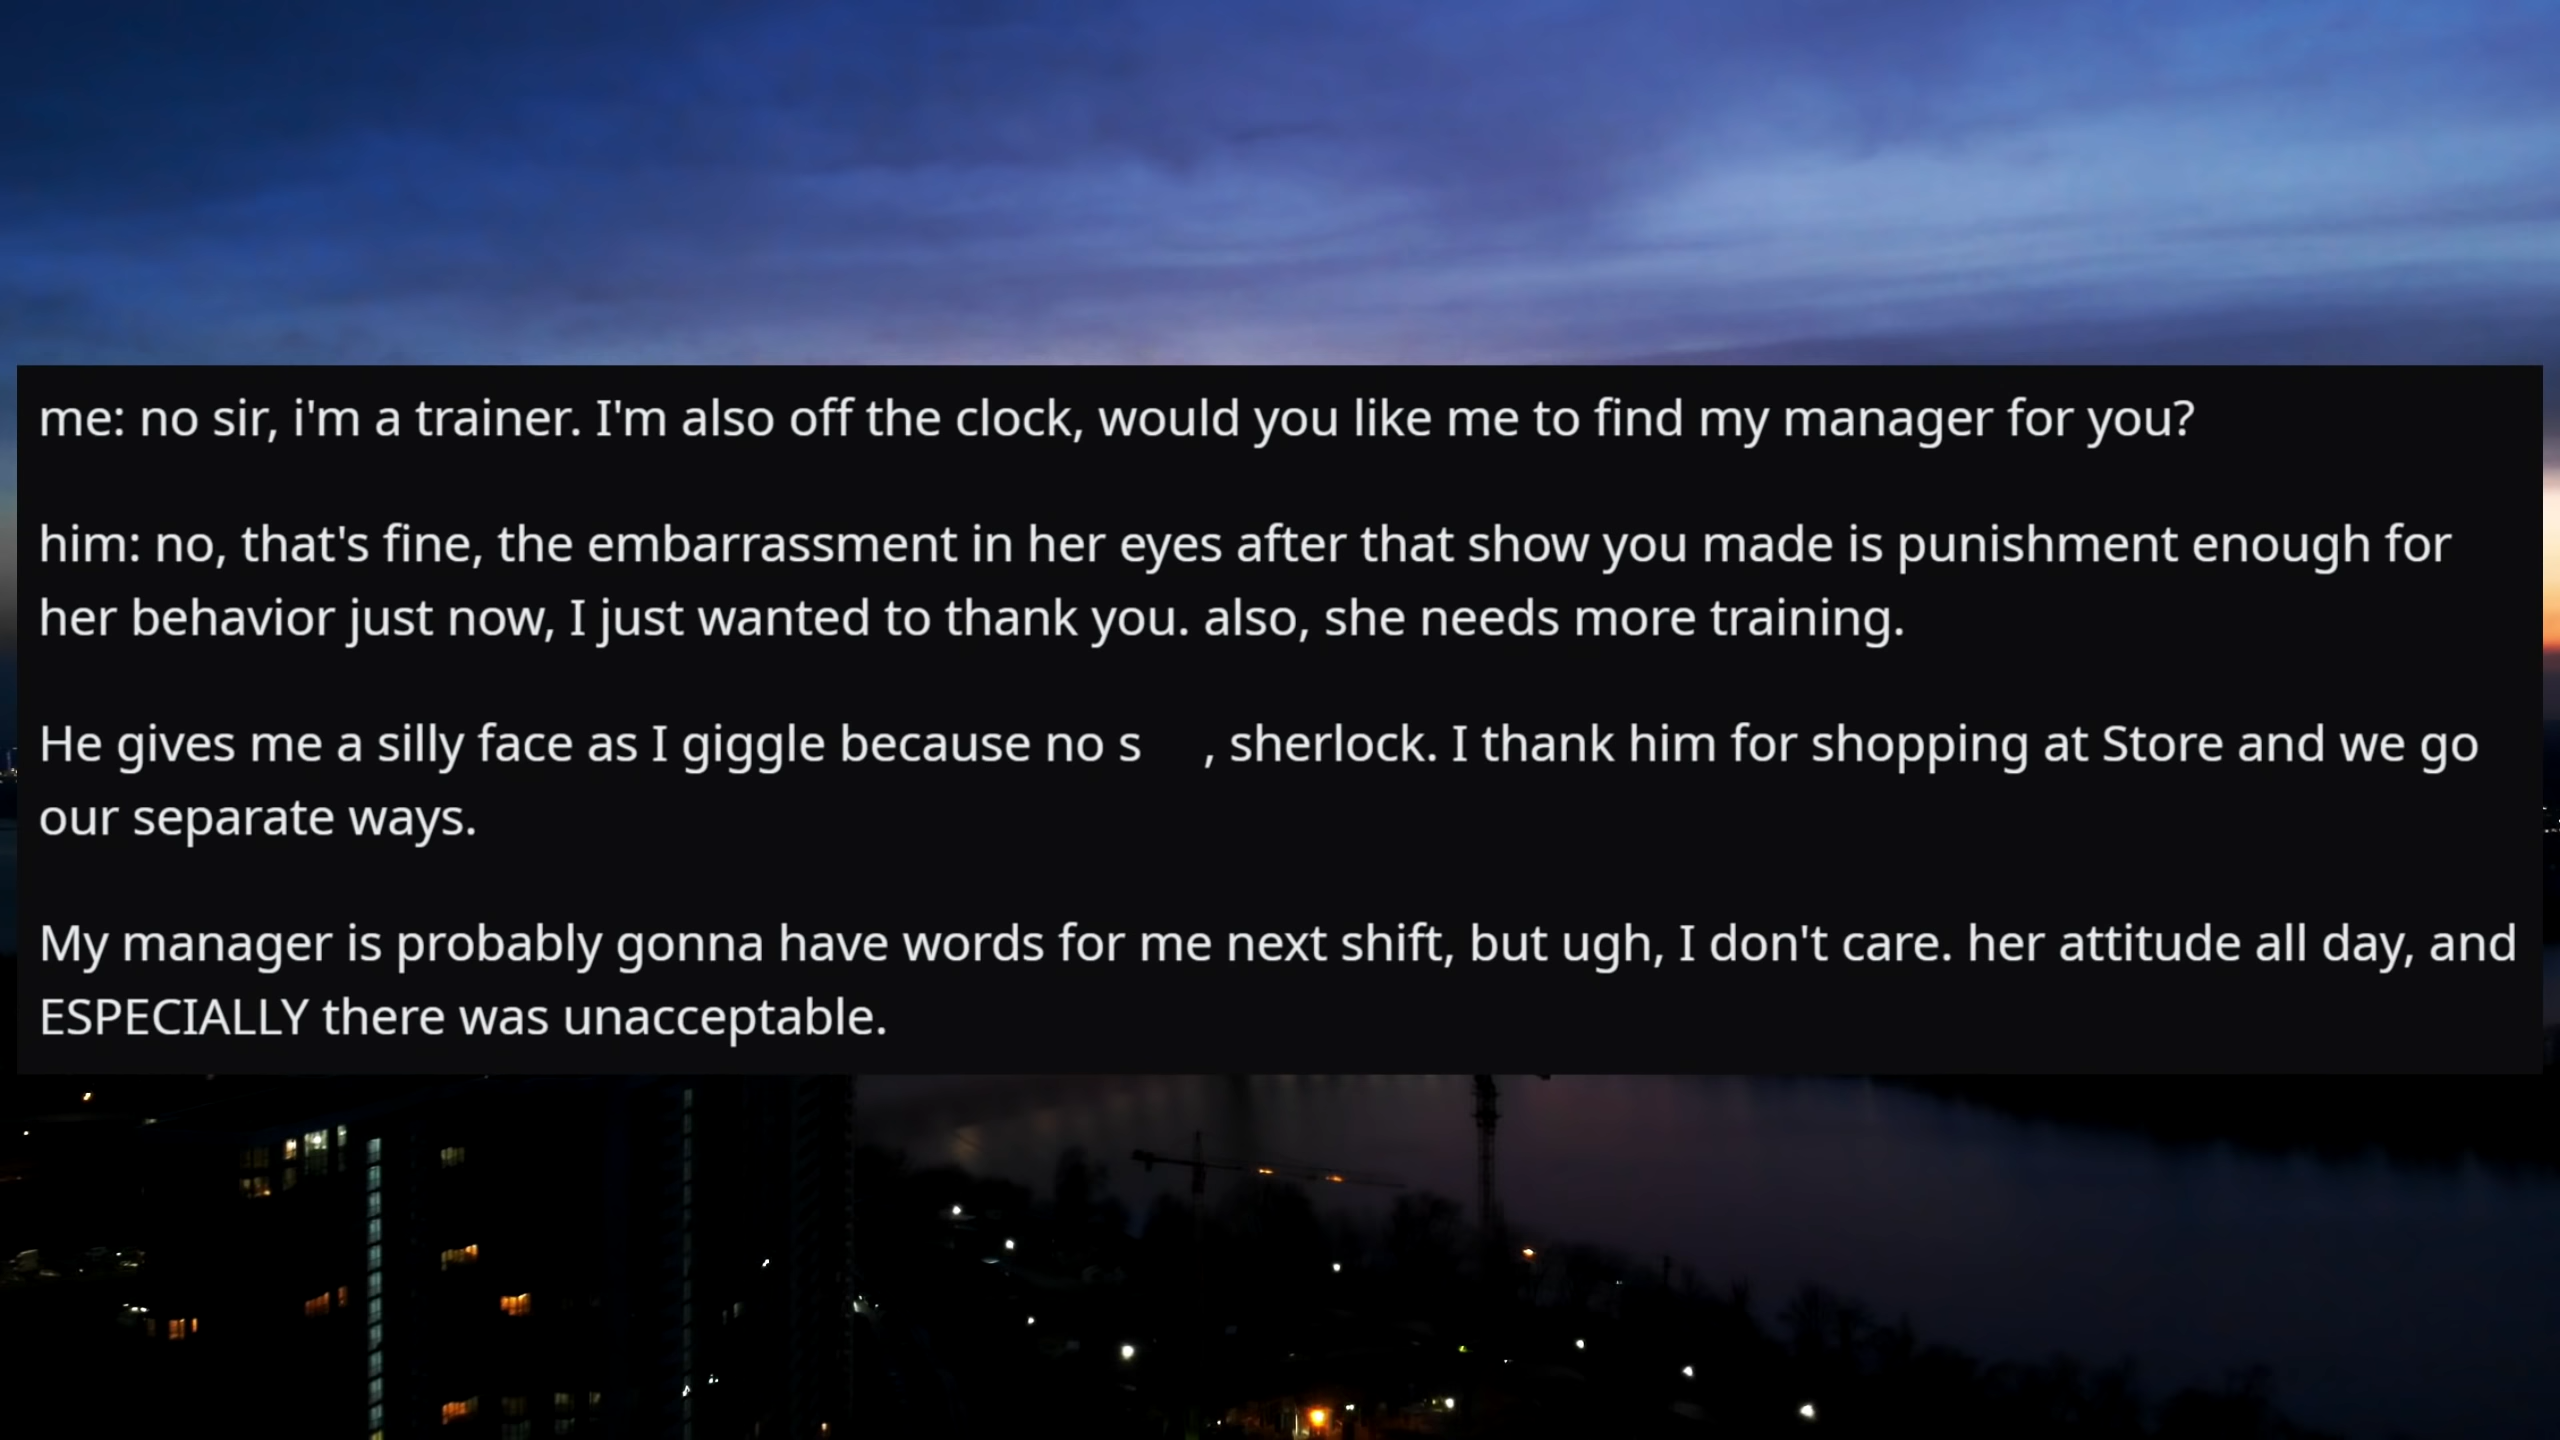 me: no sir, i'm a trainer. I'm also off the clock, would you like me to find my manager for you?
him: no, that's fine, the embarrassment in her eyes after that show you made is punishment enough for
her behavior just now, I just wanted to thank you. also, she needs more training.
He gives me a silly face as I giggle because no s , sherlock. I thank him for shopping at Store and we go
our separate ways.
My manager is probably gonna have words for me next shift, but ugh, I don't care. her attitude all day, and
ESPECIALLY there was unacceptable.